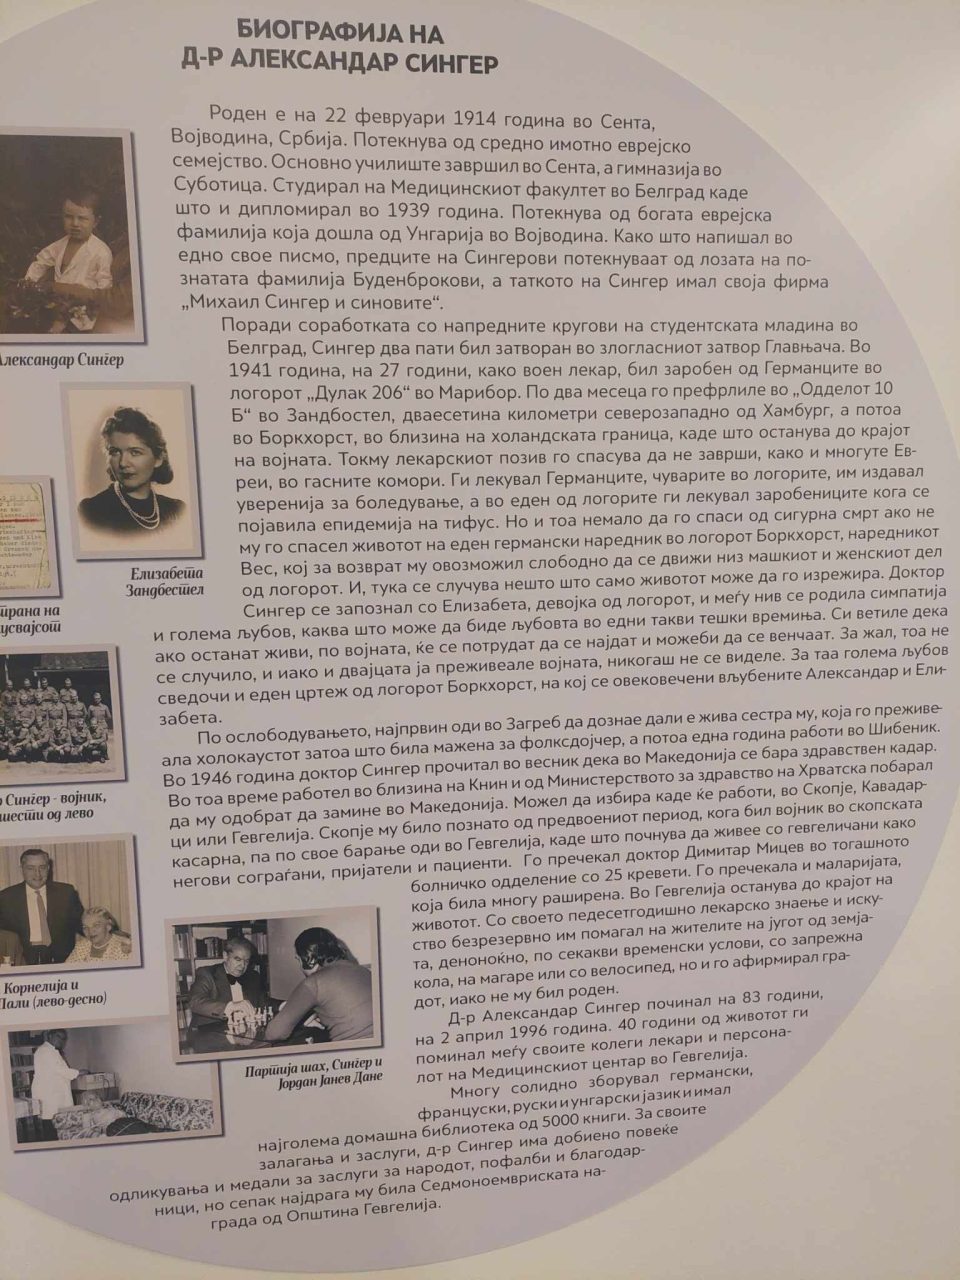 БИОГРАФИЈА НА
Д-Р АЛЕКСАНДАР СИНГЕР
Роден е на 22 февруари 1914 година во Сента,
Војводина, Србија. Потекнува од средно имотно еврејско
семејство. Основно училиште завршил во Сента, а гимназија во
Суботица. Студирал на Медицинскиот факултет во Белград каде
што и дипломирал во 1939 година. Потекнува од богата еврејска
фамилија која дошла од Унгарија во Војводина. Како што напишал во
едно свое писмо, предците на Сингерови потекнуваат од лозата на по-
знатата фамилија Буденброкови, а таткото на Сингер имал своја фирма
„Михаил Сингер и синовите“.
Поради соработката со напредните кругови на студентската младина во
Белград, Сингер два пати бил затворан во злогласниот затвор Главњача. Во
1941 година, на 27 години, како воен лекар, бил заробен од Германците во
логорот „Дулак 206“ во Марибор. По два месеца го префрлиле во „Одделот 10
Б“ во Зандбостел, дваесетина километри северозападно од Хамбург, а потоа
во Боркхорст, во близина на холандската граница, каде што останува до крајот
на војната. Токму лекарскиот позив го спасува да не заврши, како и многуте Ев-
реи, во гасните комори. Ги лекувал Германците, чуварите во логорите, им издавал
уверенија за боледување, а во еден од логорите ги лекувал заробениците кога се
појавила епидемија на тифус. Но и тоа немало да го спаси од сигурна смрт ако не
му го спасел животот на еден германски наредник во логорот Боркхорст, наредникот
Вес, кој за возврат му овозможил слободно да се движи низ машкиот и женскиот дел
од логорот. И, тука се случува нешто што само животот може да го изрежира. Доктор
Сингер се запознал со Елизабета, девојка од логорот, и меѓу нив се родила симпатија
и голема љубов, каква што може да биде љубовта во едни такви тешки времиња. Си ветиле дека
ако останат живи, по војната, ќе се потрудат да се најдат и можеби да се венчаат. За жал, тоа не
се случило, и иако и двајцата ја преживеале војната, никогаш не се виделе. За таа голема љубов
сведочи и еден цртеж од логорот Боркхорст, на кој се овековечени вљубените Александар и Ели-
забета.
По ослободувањето, најпрвин оди во Загреб да дознае дали е жива сестра му, која го преживе-
ала холокаустот затоа што била мажена за фолксдојчер, а потоа една година работи во Шибеник.
Во 1946 година доктор Сингер прочитал во весник дека во Македонија се бара здравствен кадар.
Во тоа време работел во близина на Книн и од Министерството за здравство на Хрватска побарал
да му одобрат да замине во Македонија. Можел да избира каде ќе работи, во Скопје, Кавадар-
ци или Гевгелија. Скопје му било познато од предвоениот период, кога бил војник во скопската
касарна, па по свое барање оди во Гевгелија, каде што почнува да живее со гевгеличани како
негови сограѓани, пријатели и пациенти. Го пречекал доктор Димитар Мицев во тогашното
болничко одделение со 25 кревети. Го пречекала и маларијата,
која била многу раширена. Во Гевгелија останува до крајот на
животот. Со своето педесетгодишно лекарско знаење и иску-
ство безрезервно им помагал на жителите на југот од земја-
та, деноноќно, по секакви временски услови, со запрежна
кола, на магаре или со велосипед, но и го афирмирал гра-
дот, иако не му бил роден.
Д-р Александар Сингер починал на 83 години,
на 2 април 1996 година. 40 години од животот ги
поминал меѓу своите колеги лекари и персона-
лот на Медицинскиот центар во Гевгелија.
Многу солидно зборувал германски,
француски, руски и унгарски јазик и имал
најголема домашна библиотека од 5000 книги. За своите
залагања и заслуги, д-р Сингер има добиено повеќе
одликувања и медали за заслуги за народот, пофалби и благодар-
ници, но сепак најдрага му била Седмоноемвриската на-
града од Општина Гевгелија.
Александар Сингер
Елизабета
Зандбестел
трана на
Сингер - војник,
шести од лево
Корнелија и
Пали (лево-десно)
Партија шах, Сингер и
Јордан Јанев Дане